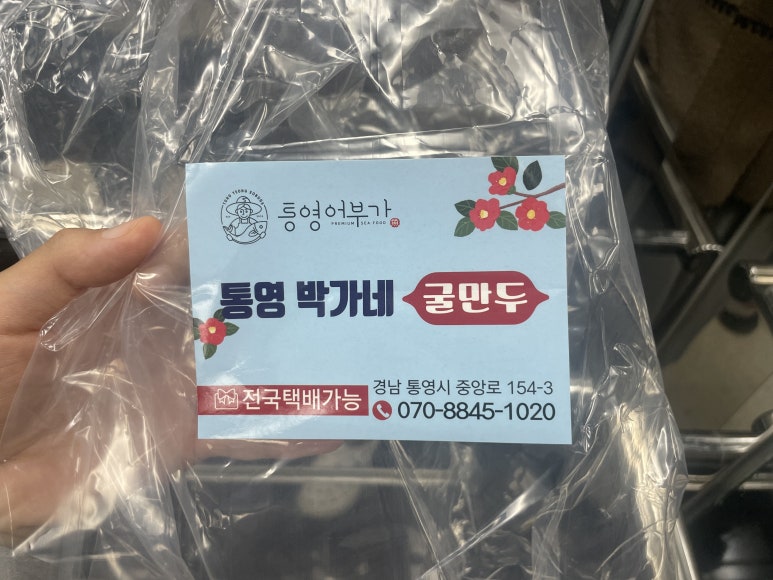 통영어부가
PREMIUM SEA FOOD
통영 박가네 굴만두
전국택배가능
경남 통영시 중앙로 154-3
070-8845-1020